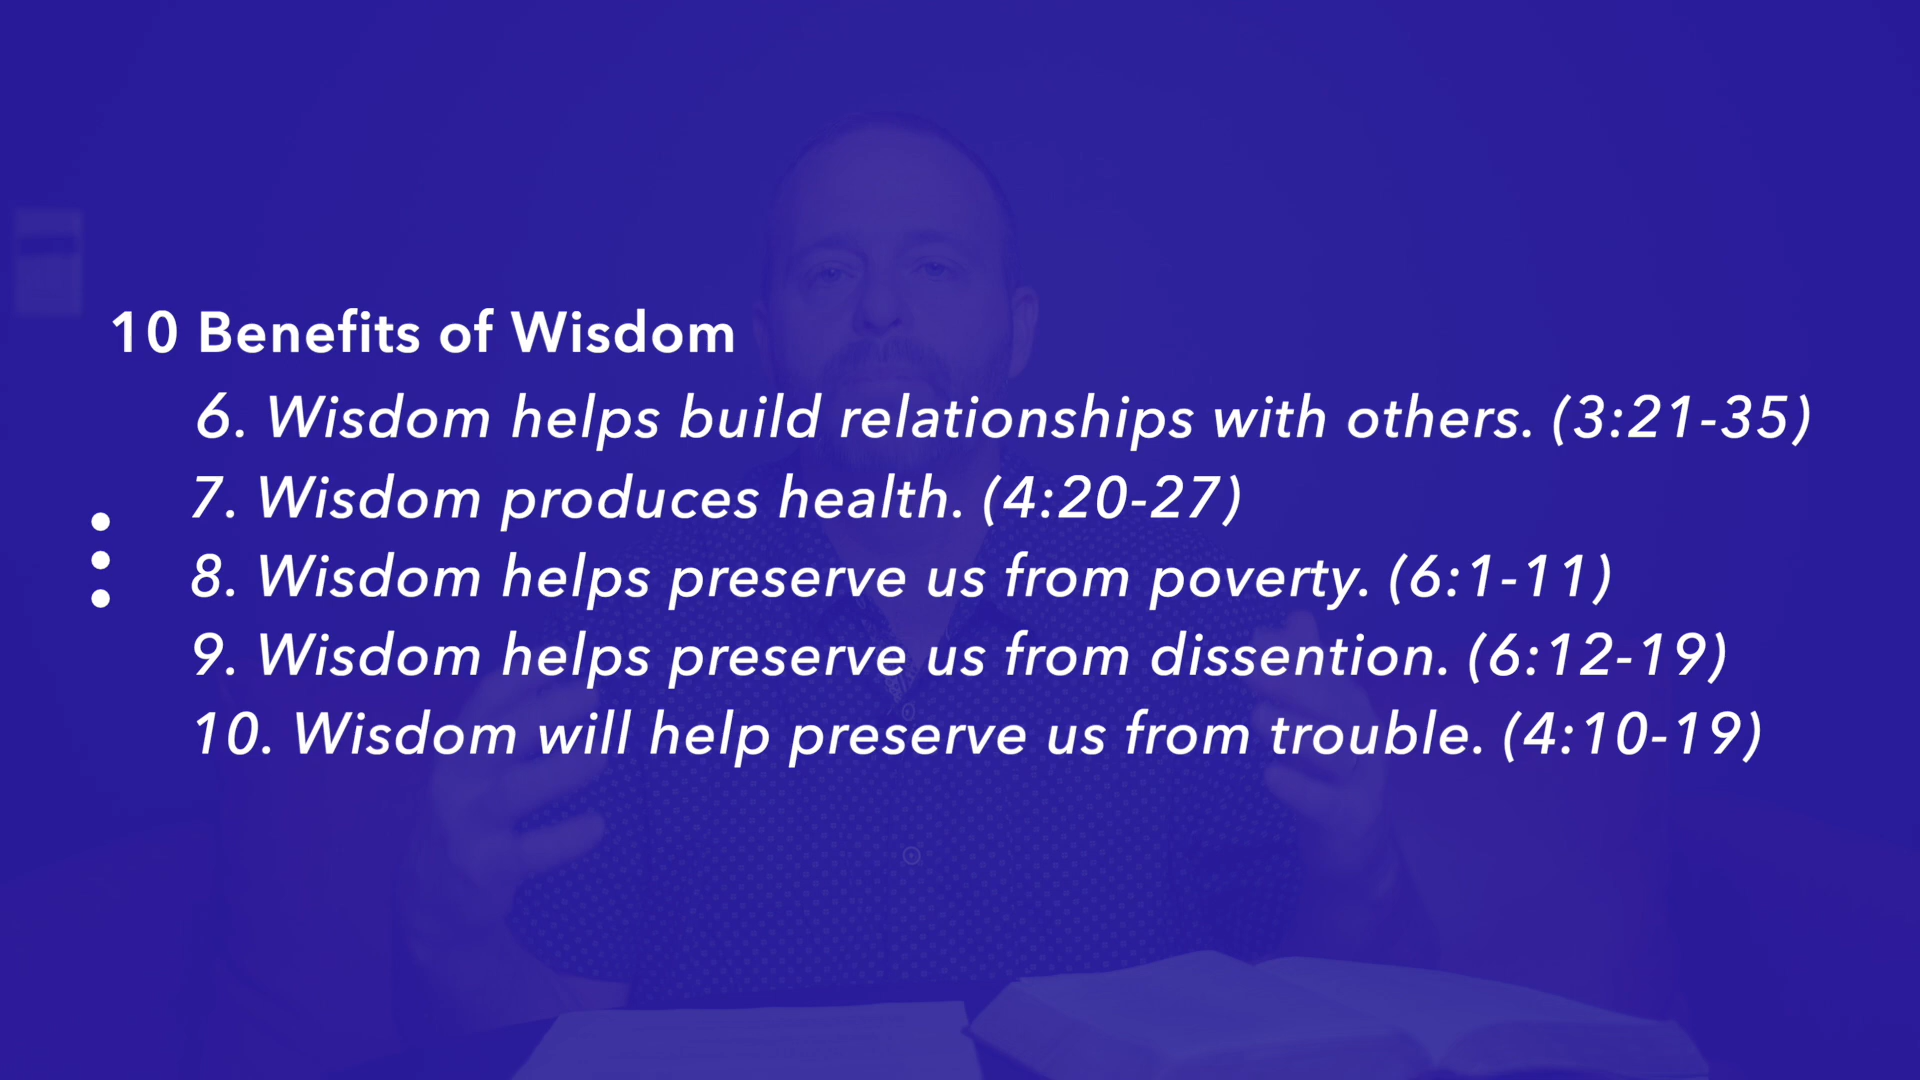 10 Benefits of Wisdom
6. Wisdom helps build relationships with others. (3:21-35)
7. Wisdom produces health. (4:20-27)
8. Wisdom helps preserve us from poverty. (6:1-11)
9. Wisdom helps preserve us from dissention. (6:12-19)
10. Wisdom will help preserve us from trouble. (4:10-19)